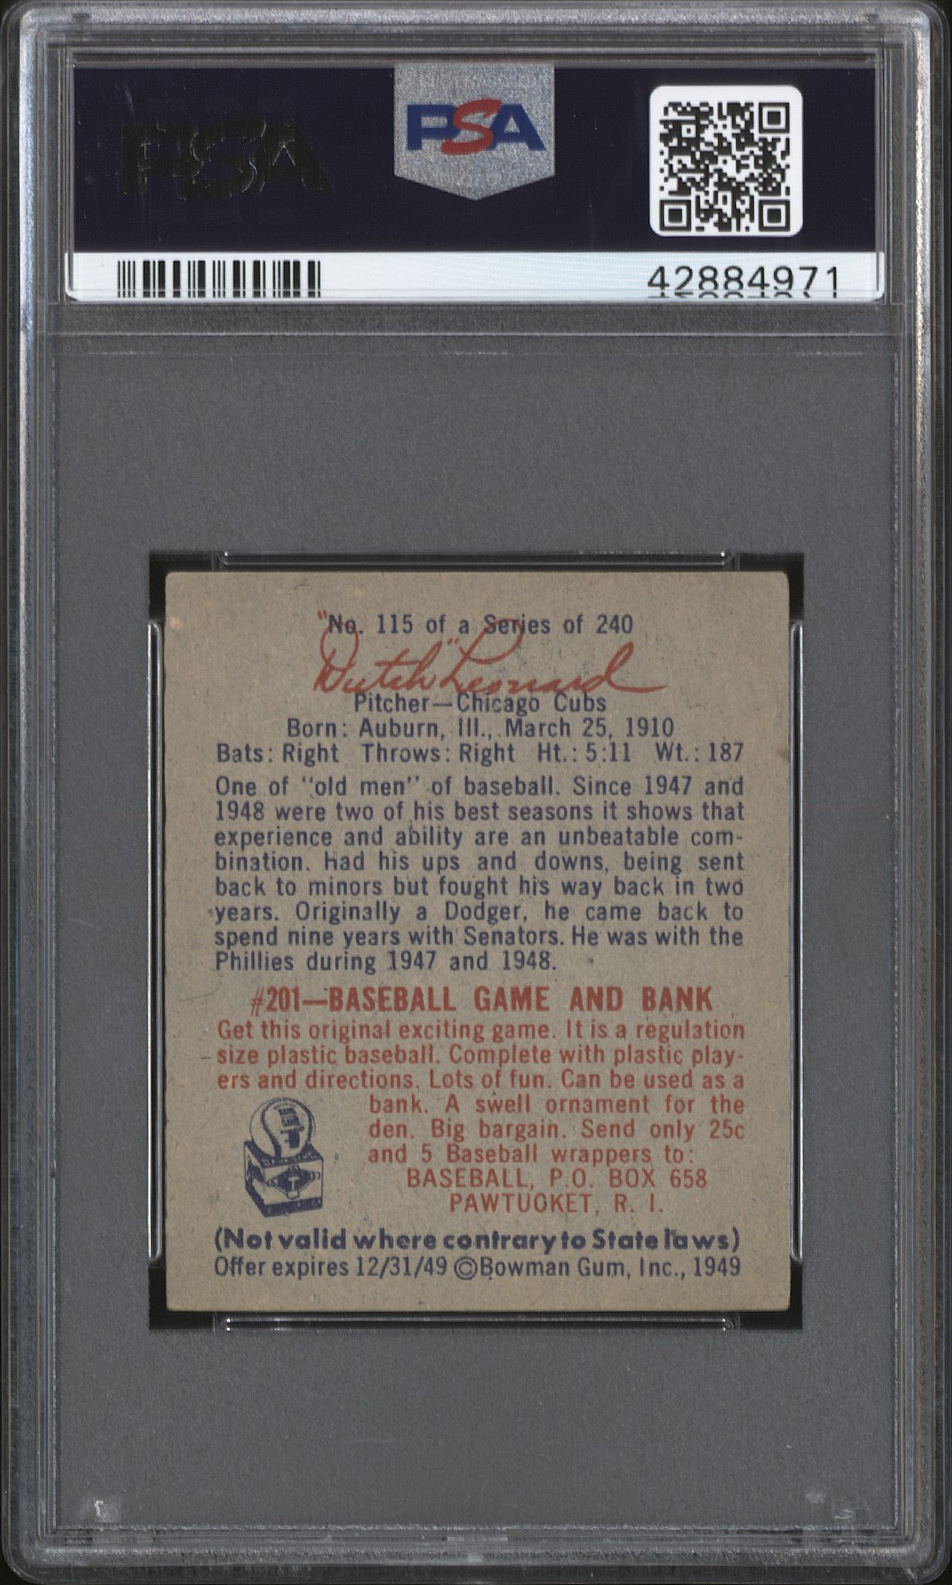 PSA
PSA
42884971
No. 115 of a Series of 240
"Dutch" Leonard
Pitcher—Chicago Cubs
Born: Auburn, Ill., March 25, 1910
Bats: Right Throws: Right Ht.: 5:11 Wt.: 187
One of "old men" of baseball. Since 1947 and
1948 were two of his best seasons it shows that
experience and ability are an unbeatable com-
bination. Had his ups and downs, being sent
back to minors but fought his way back in two
years. Originally a Dodger, he came back to
spend nine years with Senators. He was with the
Phillies during 1947 and 1948.
#201—BASEBALL GAME AND BANK
Get this original exciting game. It is a regulation
size plastic baseball. Complete with plastic play-
ers and directions. Lots of fun. Can be used as a
bank. A swell ornament for the
den. Big bargain. Send only 25c
and 5 Baseball wrappers to:
BASEBALL, P.O. BOX 658
PAWTUCKET, R. I.
(Not valid where contrary to State laws)
Offer expires 12/31/49 ©Bowman Gum, Inc., 1949